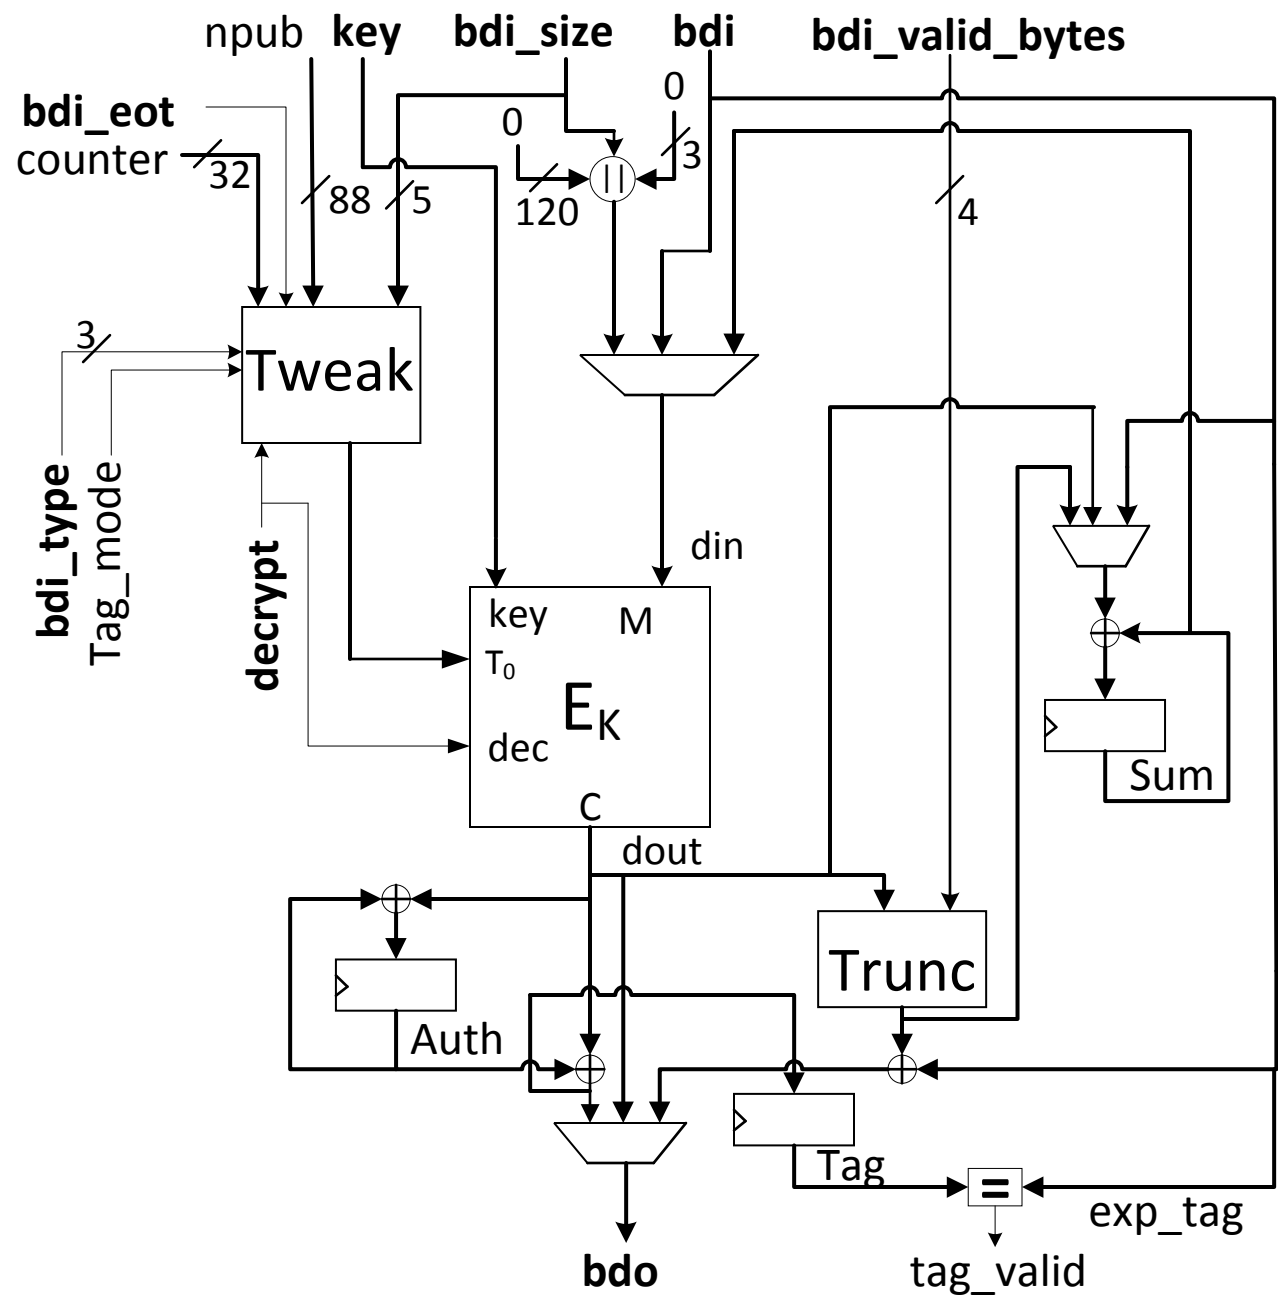 npub key bdi_size bdi bdi_valid_bytes
0
bdi_eot
0
counter
32
3
88
5
120
||
4
3
Tweak
bdi_type
Tag_mode
decrypt
din
key
M
T0
EK
dec
C
Sum
dout
Trunc
Auth
Tag
=
exp_tag
bdo
tag_valid